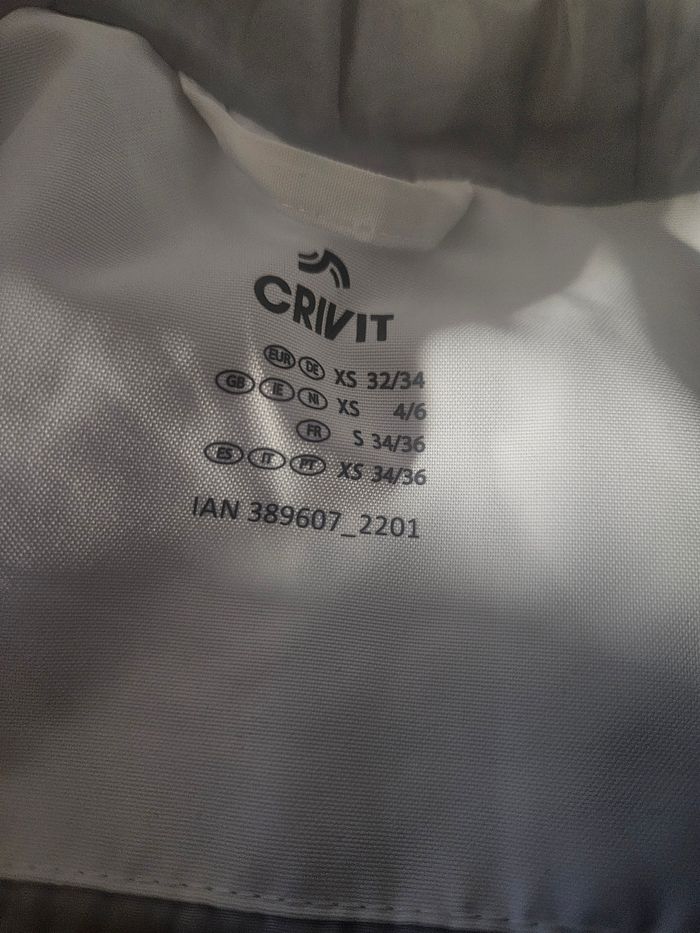 CRIVIT
EUR DE XS 32/34
GB IE NI XS 4/6
FR S 34/36
ES IT PT XS 34/36
IAN 389607_2201